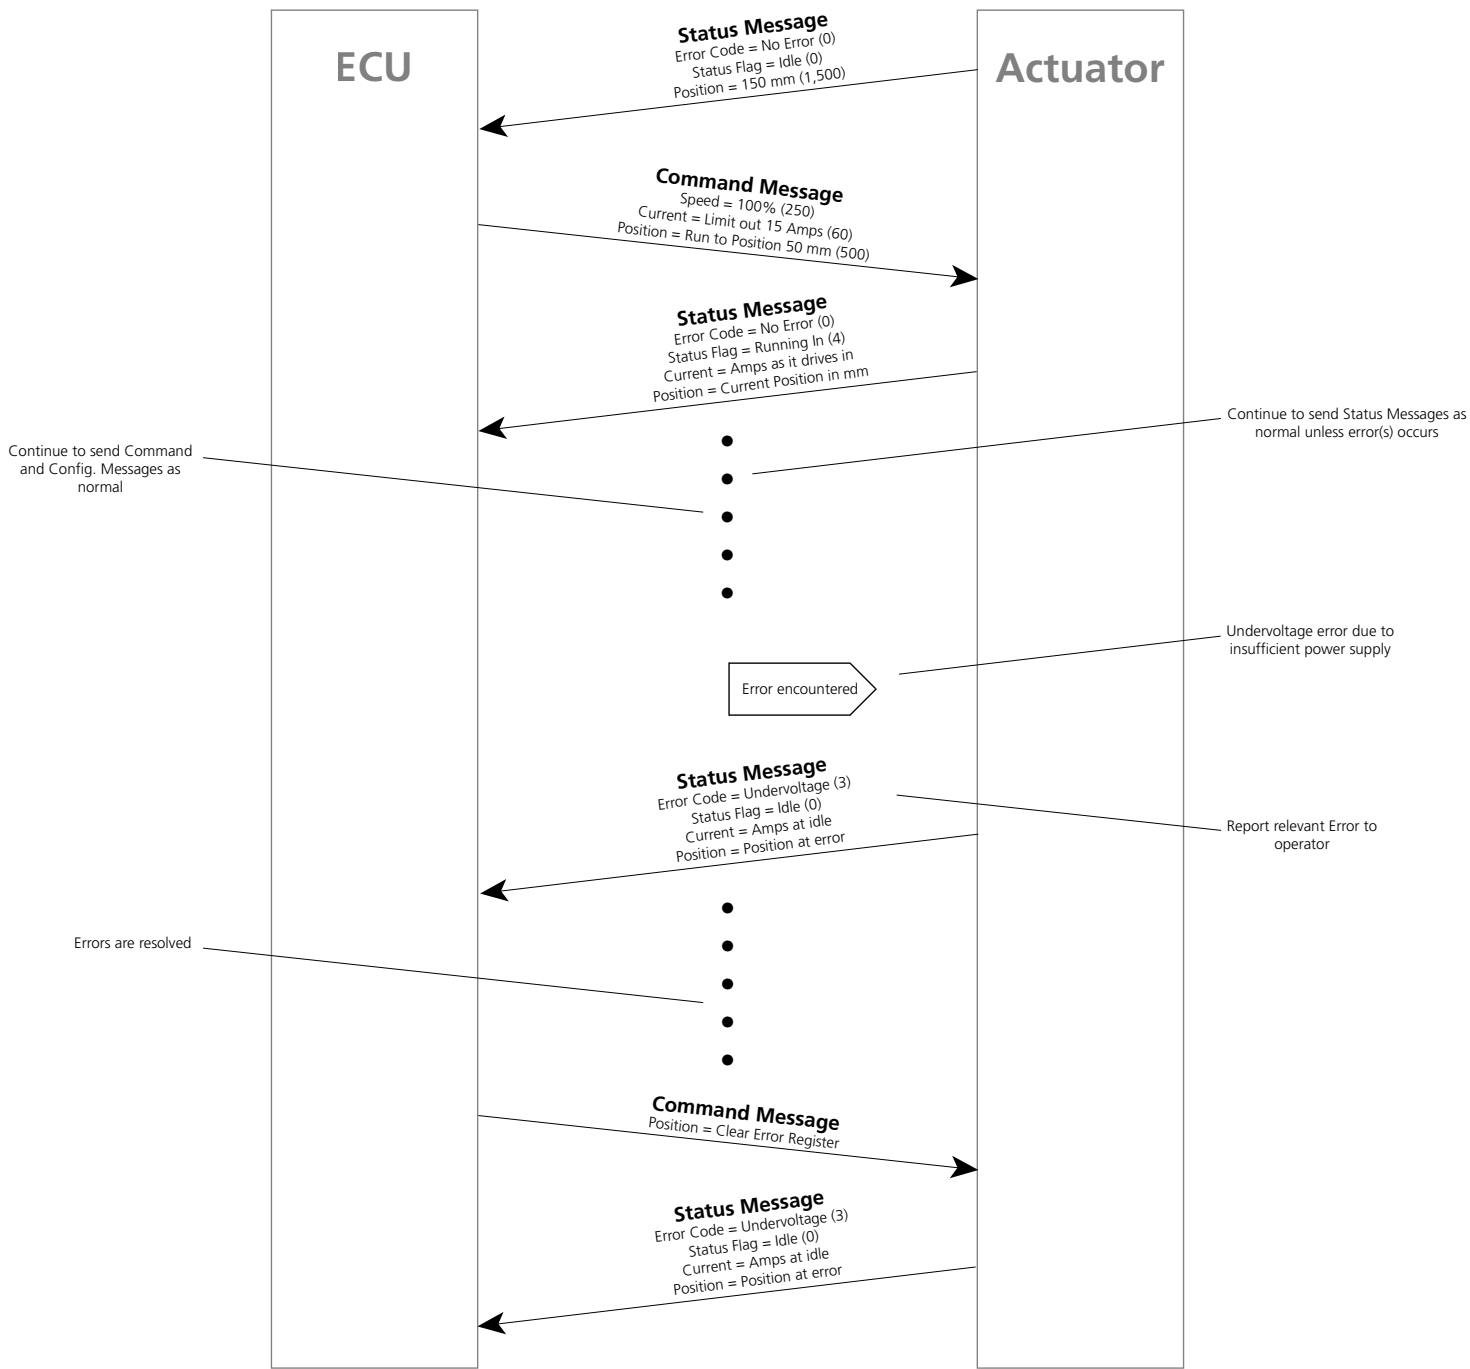 ECU
Actuator
Status Message
Error Code = No Error (0)
Status Flag = Idle (0)
Position = 150 mm (1,500)
Command Message
Speed = 100% (250)
Current = Limit out 15 Amps (60)
Position = Run to Position 50 mm (500)
Status Message
Error Code = No Error (0)
Status Flag = Running In (4)
Current = Amps as it drives in
Position = Current Position in mm
Continue to send Status Messages as
normal unless error(s) occurs
Continue to send Command
and Config. Messages as
normal
Undervoltage error due to
insufficient power supply
Error encountered
Status Message
Error Code = Undervoltage (3)
Status Flag = Idle (0)
Current = Amps at idle
Position = Position at error
Report relevant Error to
operator
Errors are resolved
Command Message
Position = Clear Error Register
Status Message
Error Code = Undervoltage (3)
Status Flag = Idle (0)
Current = Amps at idle
Position = Position at error